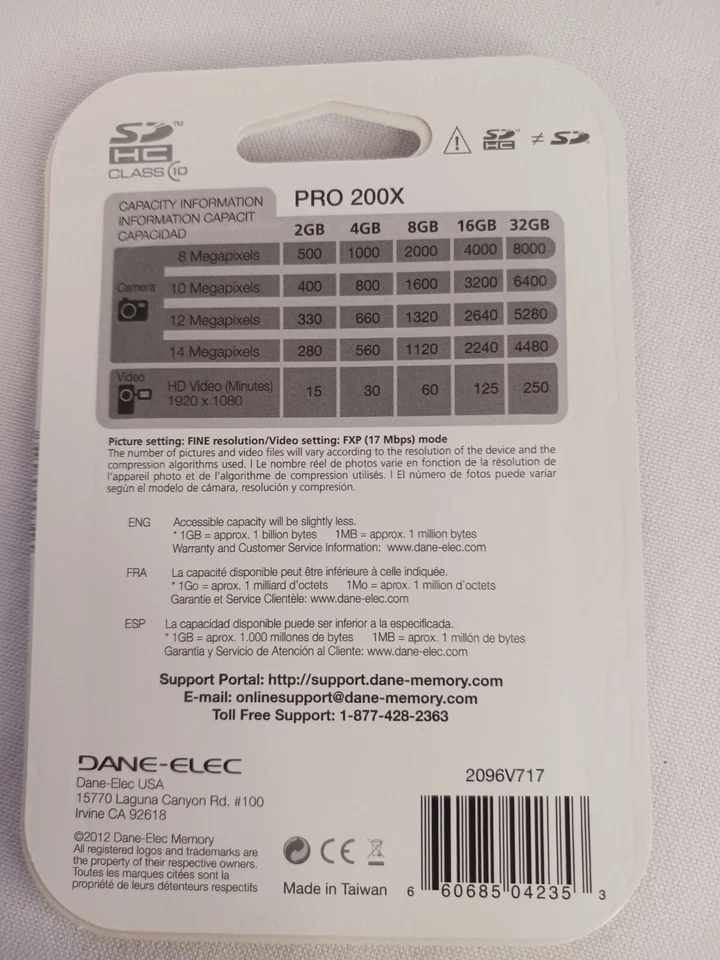 SD™
HC
CLASS 10
SD™ HC ≠ SD™
CAPACITY INFORMATION
INFORMATION CAPACIT
CAPACIDAD
PRO 200X
2GB 4GB 8GB 16GB 32GB
8 Megapixels 500 1000 2000 4000 8000
Camera 10 Megapixels 400 800 1600 3200 6400
12 Megapixels 330 660 1320 2640 5280
14 Megapixels 280 560 1120 2240 4480
Video HD Video (Minutes) 15 30 60 125 250
1920 x 1080
Picture setting: FINE resolution/Video setting: FXP (17 Mbps) mode
The number of pictures and video files will vary according to the resolution of the device and the
compression algorithms used. I Le nombre réel de photos varie en fonction de la résolution de
l'appareil photo et de l'algorithme de compression utilisés. I El número de fotos puede variar
según el modelo de cámara, resolución y compresión.
ENG Accessible capacity will be slightly less.
* 1GB = approx. 1 billion bytes 1MB = approx. 1 million bytes
Warranty and Customer Service Information: www.dane-elec.com
FRA La capacité disponible peut être inférieure à celle indiquée.
* 1Go = aprox. 1 milliard d'octets 1Mo = aprox. 1 million d'octets
Garantie et Service Clientèle: www.dane-elec.com
ESP La capacidad disponible puede ser inferior a la especificada.
* 1GB = aprox. 1.000 millones de bytes 1MB = aprox. 1 millón de bytes
Garantia y Servicio de Atención al Cliente: www.dane-elec.com
Support Portal: http://support.dane-memory.com
E-mail: onlinesupport@dane-memory.com
Toll Free Support: 1-877-428-2363
DANE-ELEC
Dane-Elec USA
15770 Laguna Canyon Rd. #100
Irvine CA 92618
©2012 Dane-Elec Memory
All registered logos and trademarks are
the property of their respective owners.
Toutes les marques citées sont la
propriété de leurs détenteurs respectifs
CE
Made in Taiwan
2096V717
6 60685 04235 3